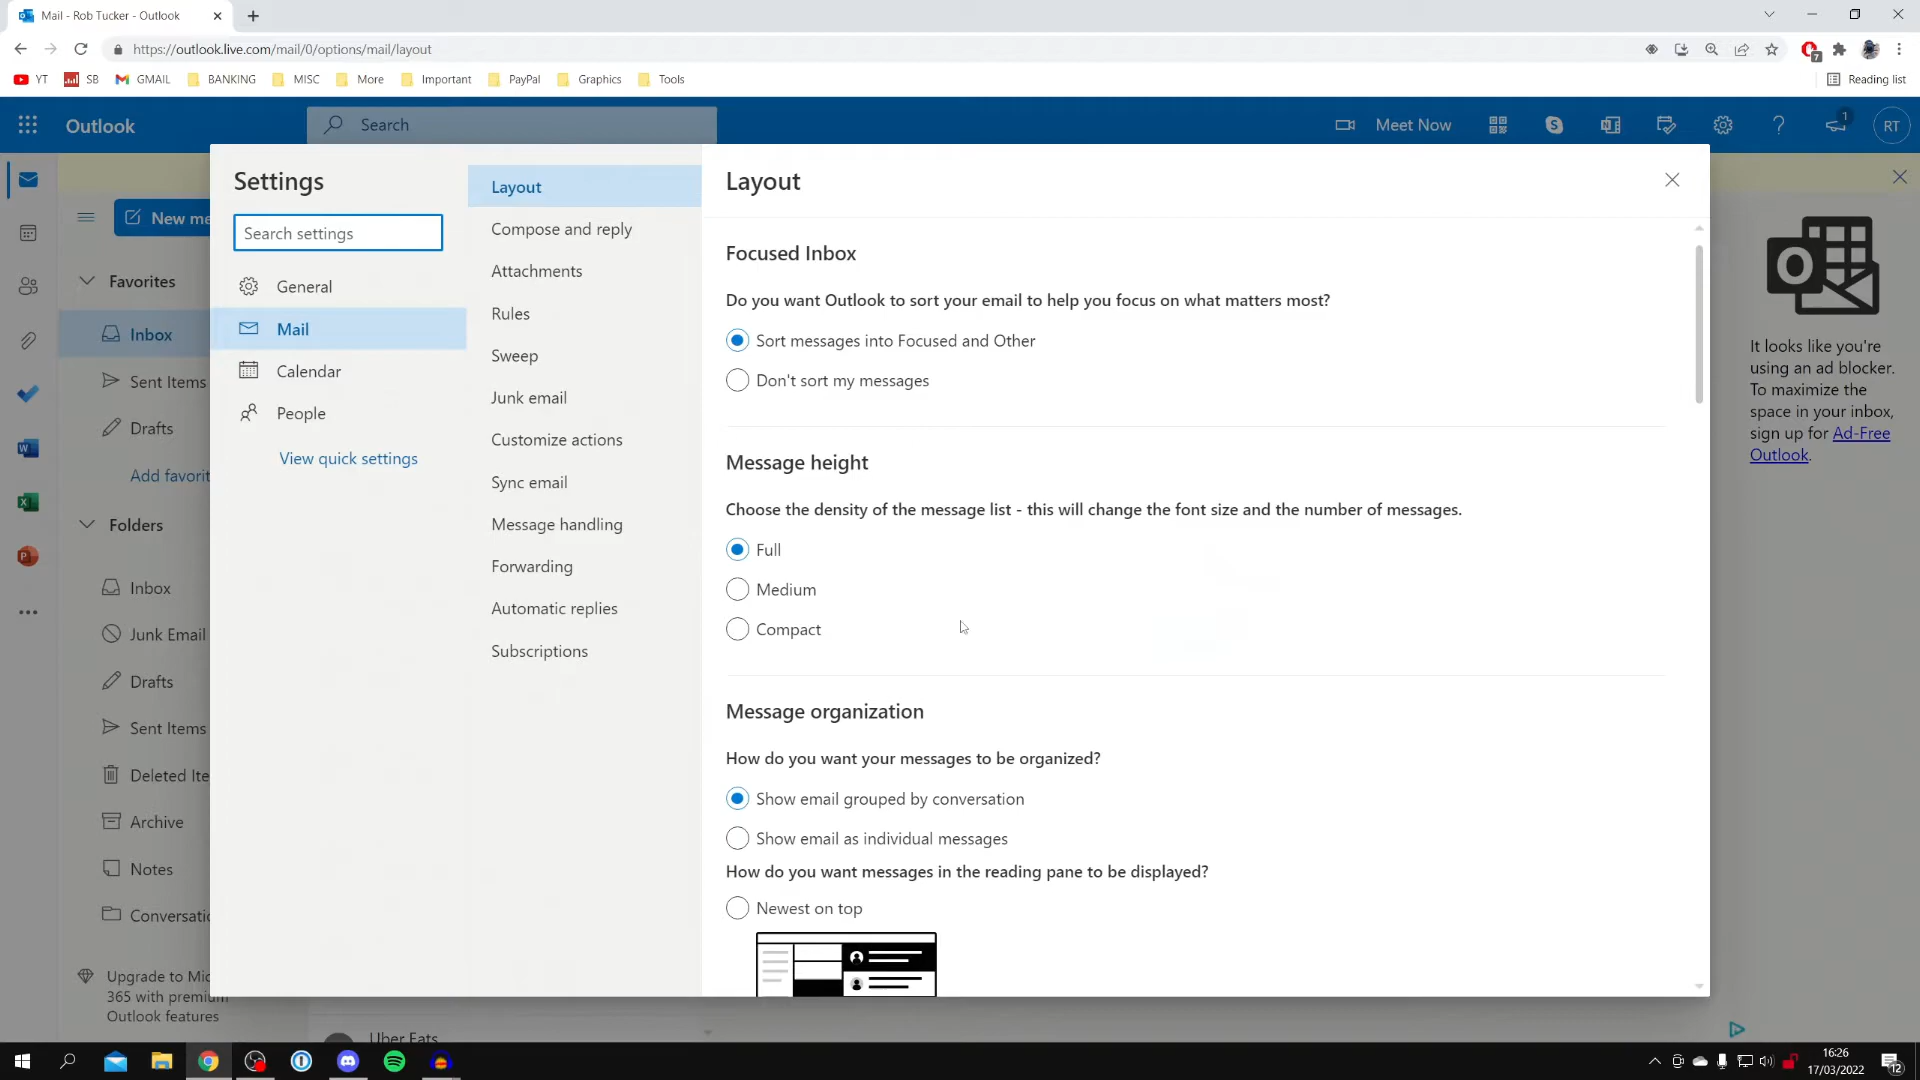 Mail - Rob Tucker - Outlook
https://outlook.live.com/mail/0/options/mail/layout
YT
SB
GMAIL
BANKING
MISC
More
Important
PayPal
Graphics
Tools
Reading list
7
Outlook
Search
Meet Now
1
RT
New me
Favorites
Inbox
Sent Items
Drafts
Add favorit
Folders
Inbox
Junk Email
Drafts
Sent Items
Deleted Ite
Archive
Notes
Conversatio
Upgrade to Mic
365 with premium
Outlook features
Settings
Search settings
General
Mail
Calendar
People
View quick settings
Layout
Compose and reply
Attachments
Rules
Sweep
Junk email
Customize actions
Sync email
Message handling
Forwarding
Automatic replies
Subscriptions
Layout
Focused Inbox
Do you want Outlook to sort your email to help you focus on what matters most?
Sort messages into Focused and Other
Don't sort my messages
Message height
Choose the density of the message list - this will change the font size and the number of messages.
Full
Medium
Compact
Message organization
How do you want your messages to be organized?
Show email grouped by conversation
Show email as individual messages
How do you want messages in the reading pane to be displayed?
Newest on top
It looks like you're
using an ad blocker.
To maximize the
space in your inbox,
sign up for Ad-Free
Outlook.
Uber Eats
16:26
17/03/2022
12